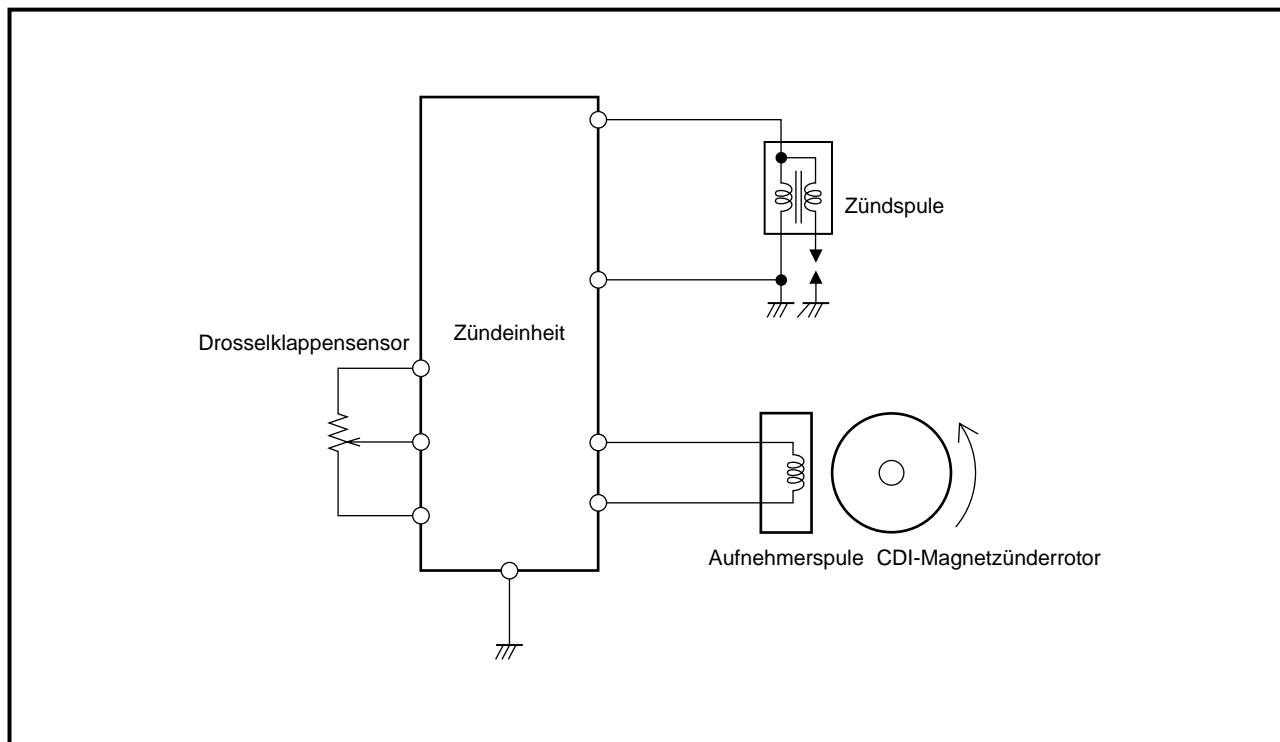 Zündspule
Zündeinheit
Drosselklappensensor
Aufnehmerspule CDI-Magnetzünderrotor